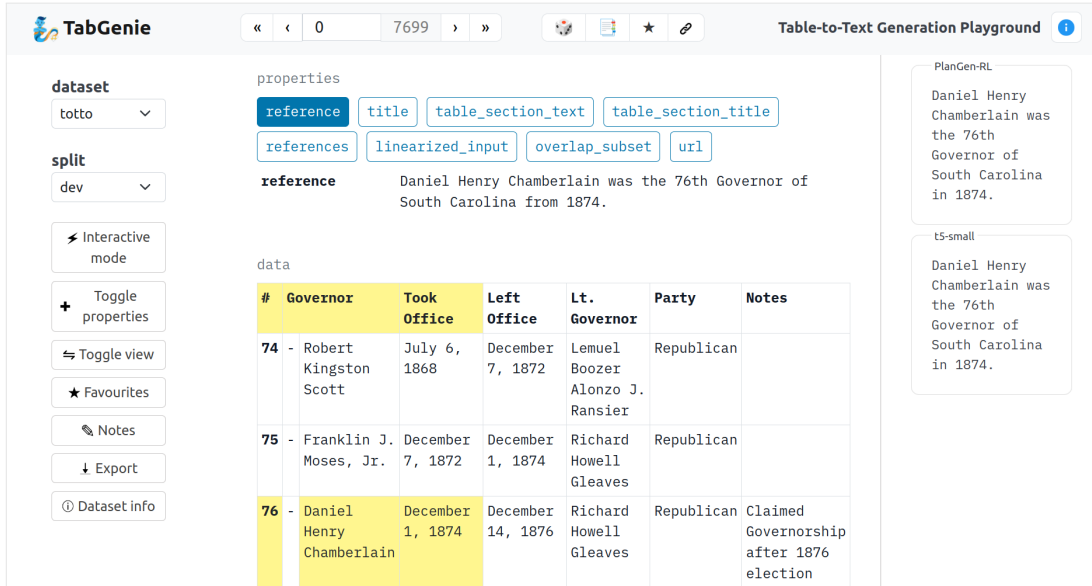 TabGenie
« ‹ 0 7699 › »
Table-to-Text Generation Playground
dataset
totto
split
dev
Interactive
mode
Toggle
properties
Toggle view
Favourites
Notes
Export
Dataset info
properties
reference title table_section_text table_section_title
references linearized_input overlap_subset url
reference Daniel Henry Chamberlain was the 76th Governor of
South Carolina from 1874.
data
# Governor Took Left Lt. Party Notes
Office Office Governor
74 - Robert July 6, December Lemuel Republican
Kingston 1868 7, 1872 Boozer
Scott Alonzo J.
Ransier
75 - Franklin J. December December Richard Republican
Moses, Jr. 7, 1872 1, 1874 Howell
Gleaves
76 - Daniel December December Richard Republican Claimed
Henry 1, 1874 14, 1876 Howell Governorship
Chamberlain Gleaves after 1876
election
PlanGen-RL
Daniel Henry
Chamberlain was
the 76th
Governor of
South Carolina
in 1874.
t5-small
Daniel Henry
Chamberlain was
the 76th
Governor of
South Carolina
in 1874.